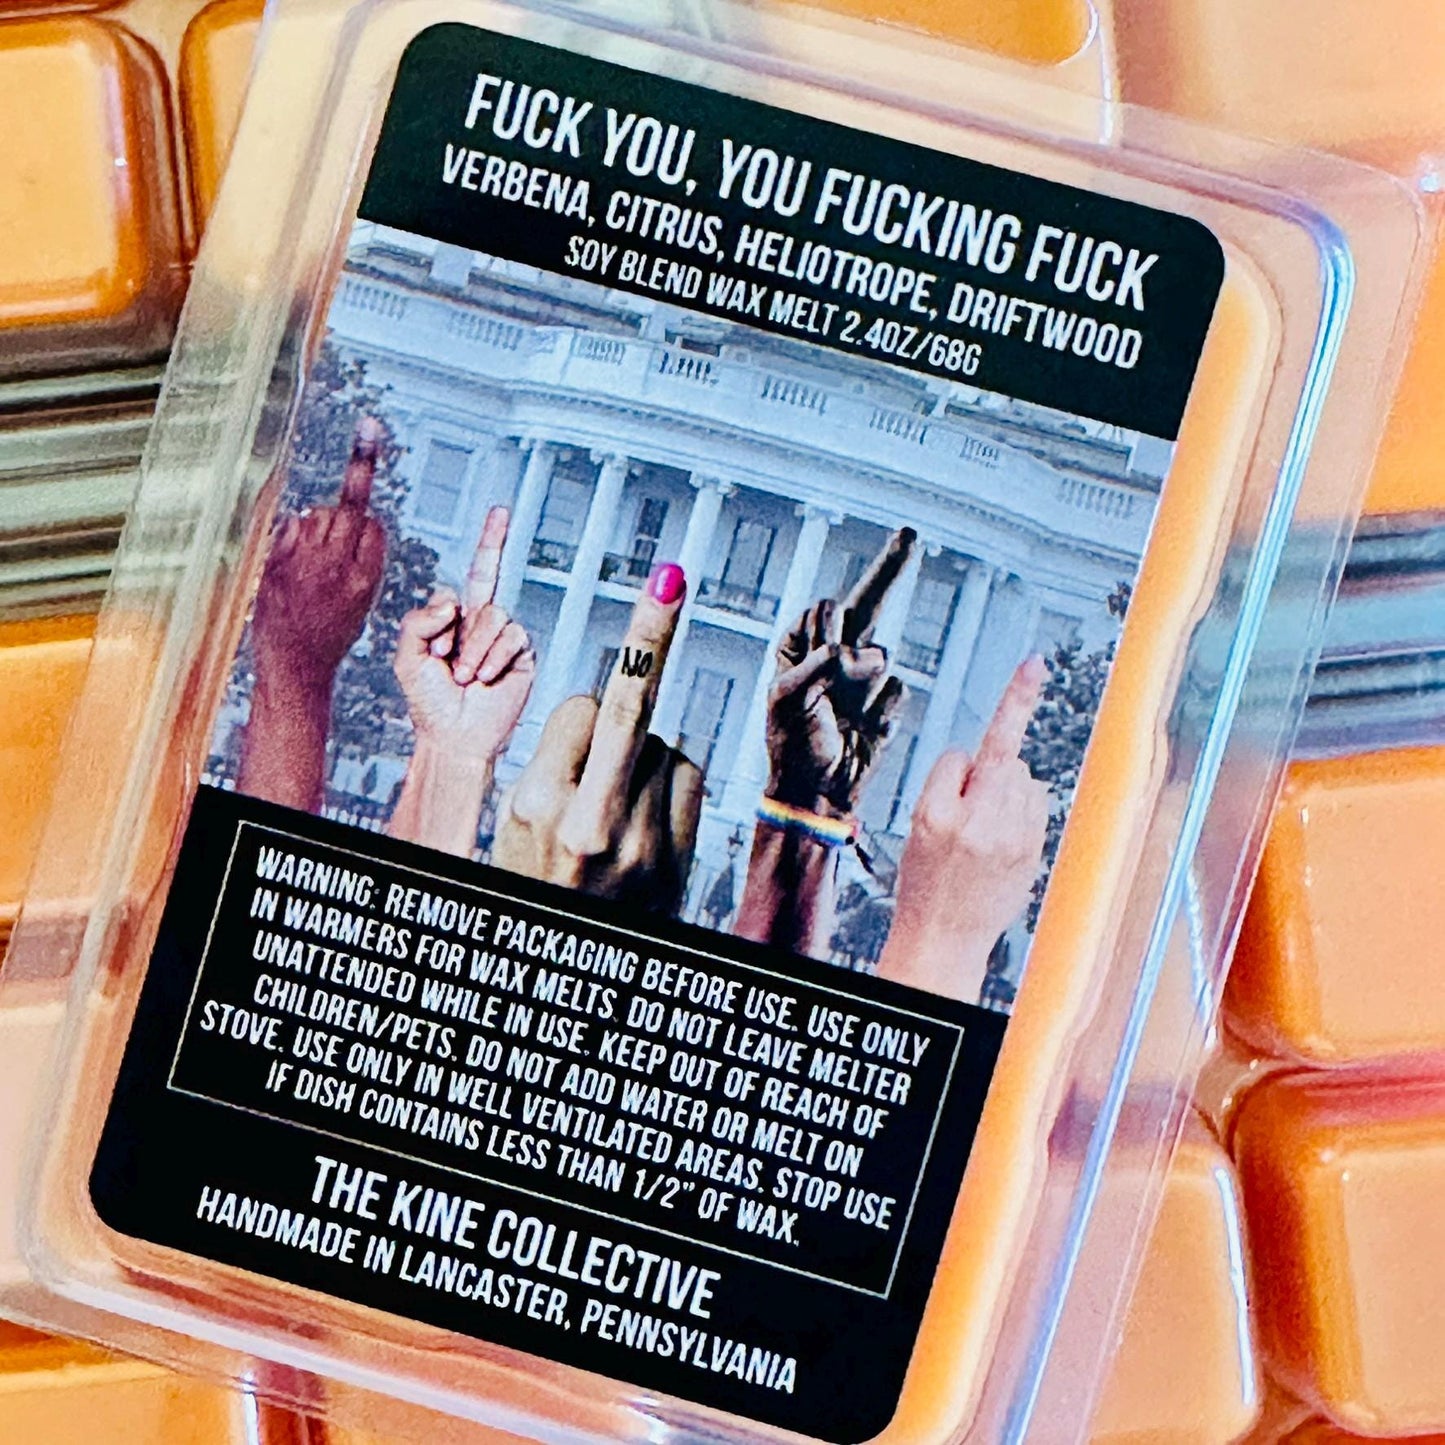 FUCK YOU, YOU FUCKING FUCK
VERBENA, CITRUS, HELIOTROPE, DRIFTWOOD
SOY BLEND WAX MELT 2.4OZ/68G
NO
WARNING: REMOVE PACKAGING BEFORE USE. USE ONLY
IN WARMERS FOR WAX MELTS. DO NOT LEAVE MELTER
UNATTENDED WHILE IN USE. KEEP OUT OF REACH OF
CHILDREN/PETS. DO NOT ADD WATER OR MELT ON
STOVE. USE ONLY IN WELL VENTILATED AREAS. STOP USE
IF DISH CONTAINS LESS THAN 1/2" OF WAX.
THE KINE COLLECTIVE
HANDMADE IN LANCASTER, PENNSYLVANIA